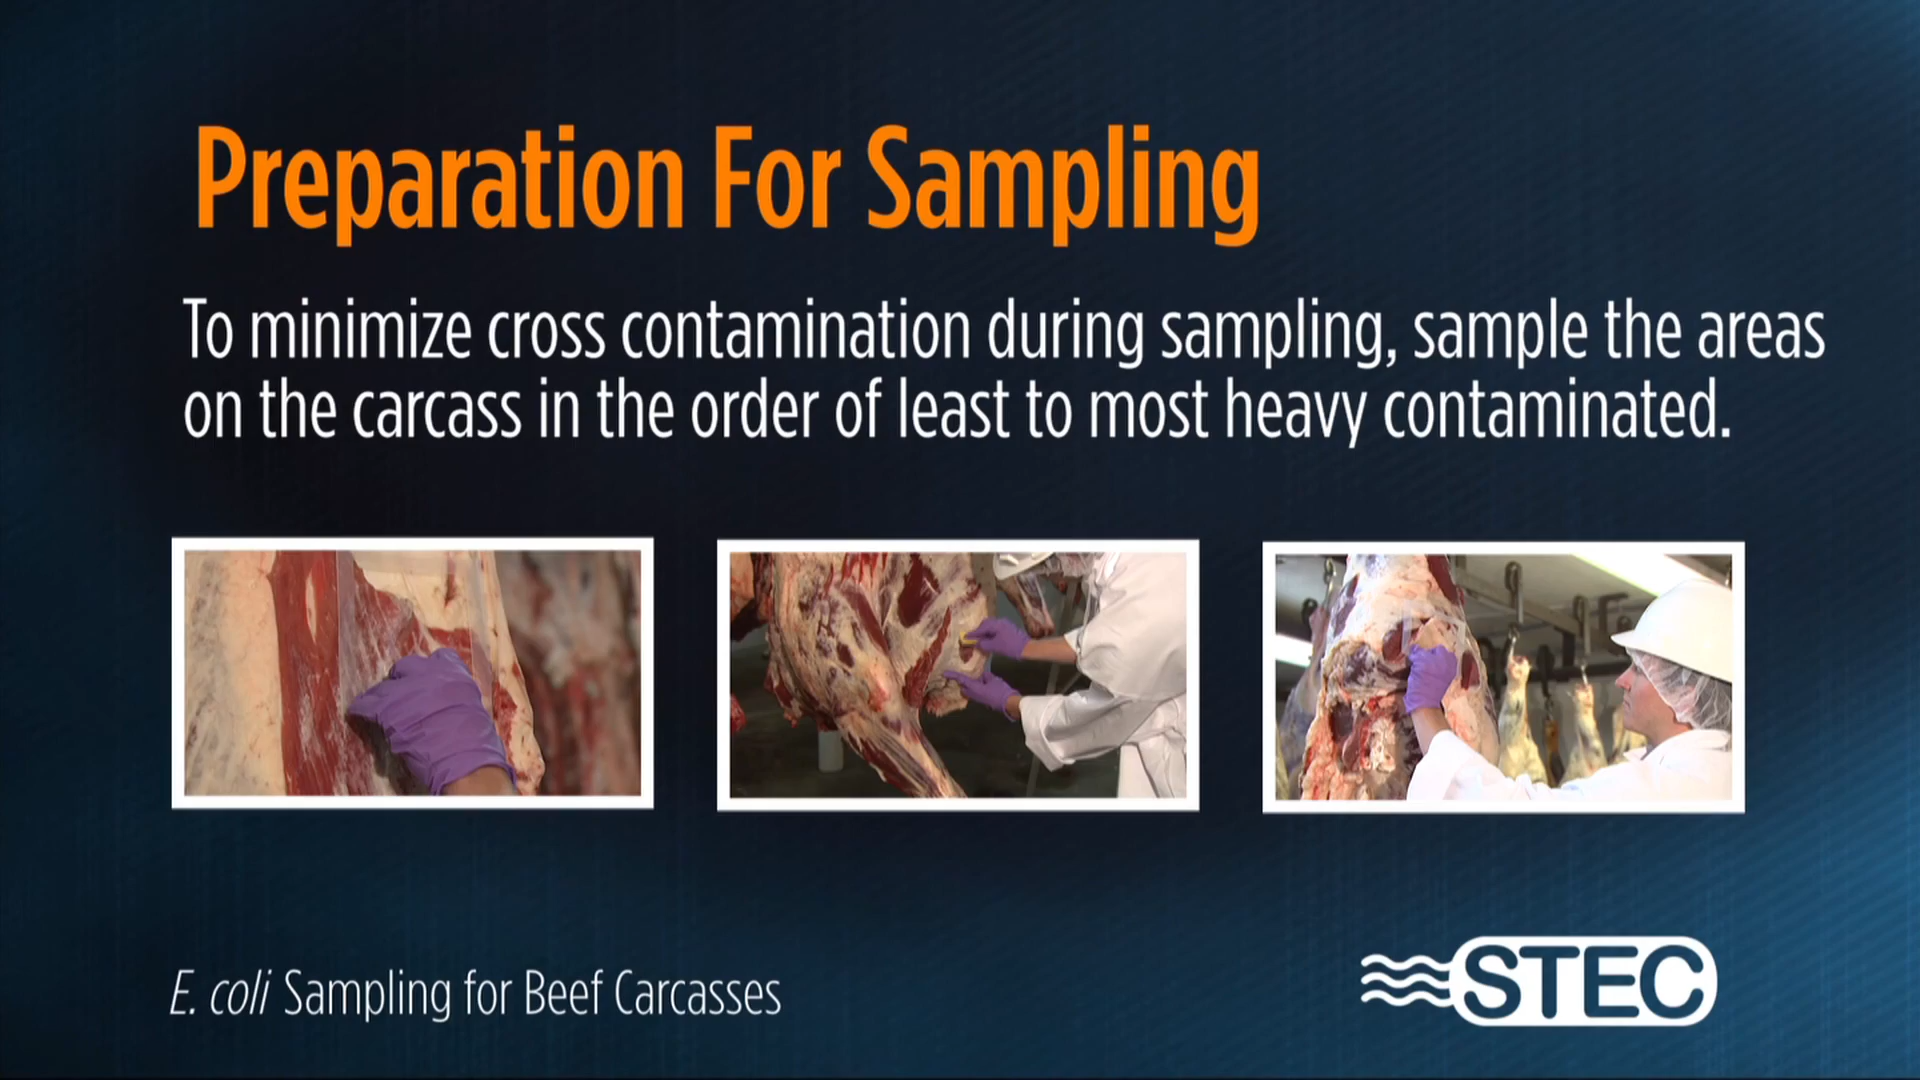 Preparation For Sampling
To minimize cross contamination during sampling, sample the areas
on the carcass in the order of least to most heavy contaminated.
E. coli Sampling for Beef Carcasses
STEC